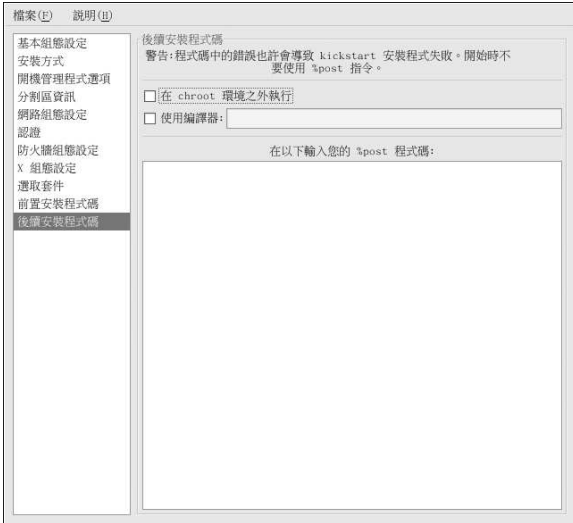 檔案(F) 説明(H)
基本組態設定
安裝方式
開機管理程式選項
分割區資訊
網路組態設定
認證
防火牆組態設定
X 組態設定
選取套件
前置安裝程式碼
後續安裝程式碼
後續安裝程式碼
警告:程式碼中的錯誤也許會導致 kickstart 安裝程式失敗。開始時不
要使用 %post 指令。
在 chroot 環境之外執行
使用編譯器:
在以下輸入您的 %post 程式碼: